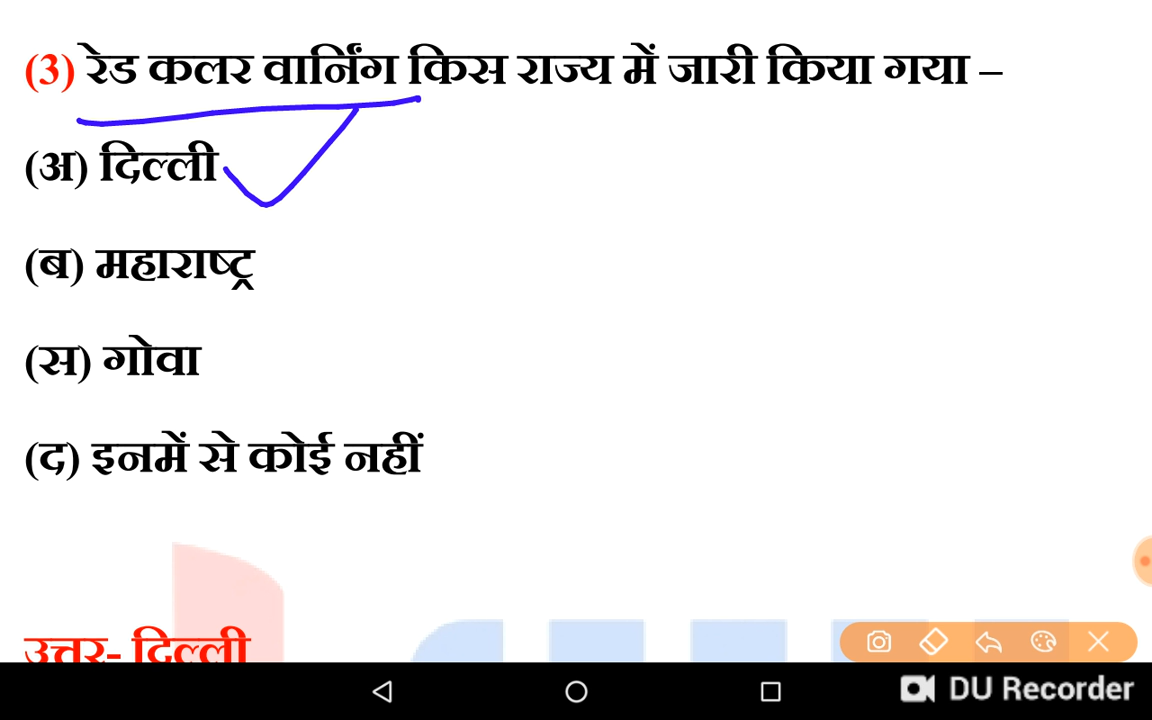 (3) रेड कलर वार्निंग किस राज्य में जारी किया गया –
(अ) दिल्ली
(ब) महाराष्ट्र
(स) गोवा
(द) इनमें से कोई नहीं
उत्तर- दिल्ली
DU Recorder